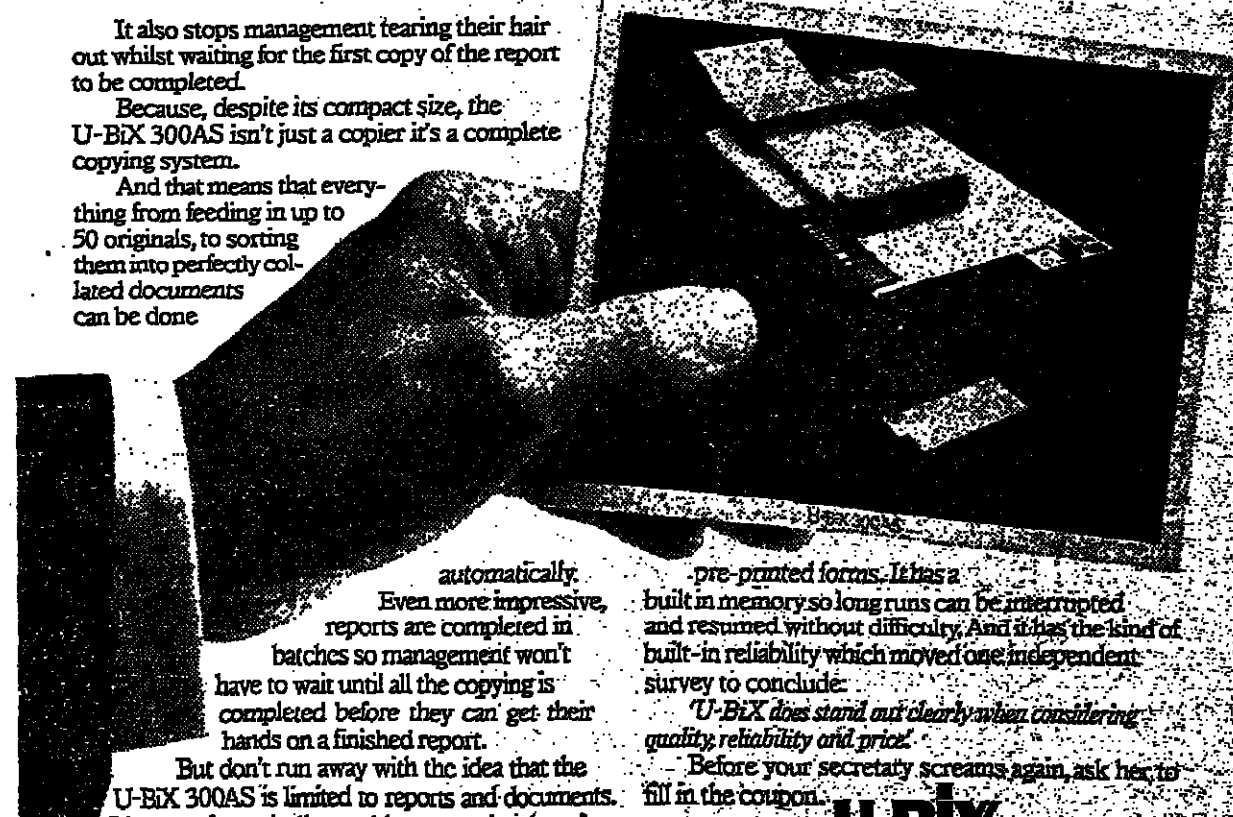 It also stops management tearing their hair
out whilst waiting for the first copy of the report
to be completed.
Because, despite its compact size, the
U-BiX 300AS isn't just a copier it's a complete
copying system.
And that means that every-
thing from feeding in up to
50 originals, to sorting
them into perfectly col-
lated documents
can be done
automatically.
Even more impressive,
reports are completed in
batches so management won't
have to wait until all the copying is
completed before they can get their
hands on a finished report.
But don't run away with the idea that the
U-BiX 300AS is limited to reports and documents.
U-BiX 300AS
pre-printed forms. It has a
built in memory so long runs can be interrupted
and resumed without difficulty. And it has the kind of
built-in reliability which moved one independent
survey to conclude:
'U-BiX does stand out clearly when considering
quality, reliability and price.'
Before your secretary screams again, ask her to
fill in the coupon.
U-BiX